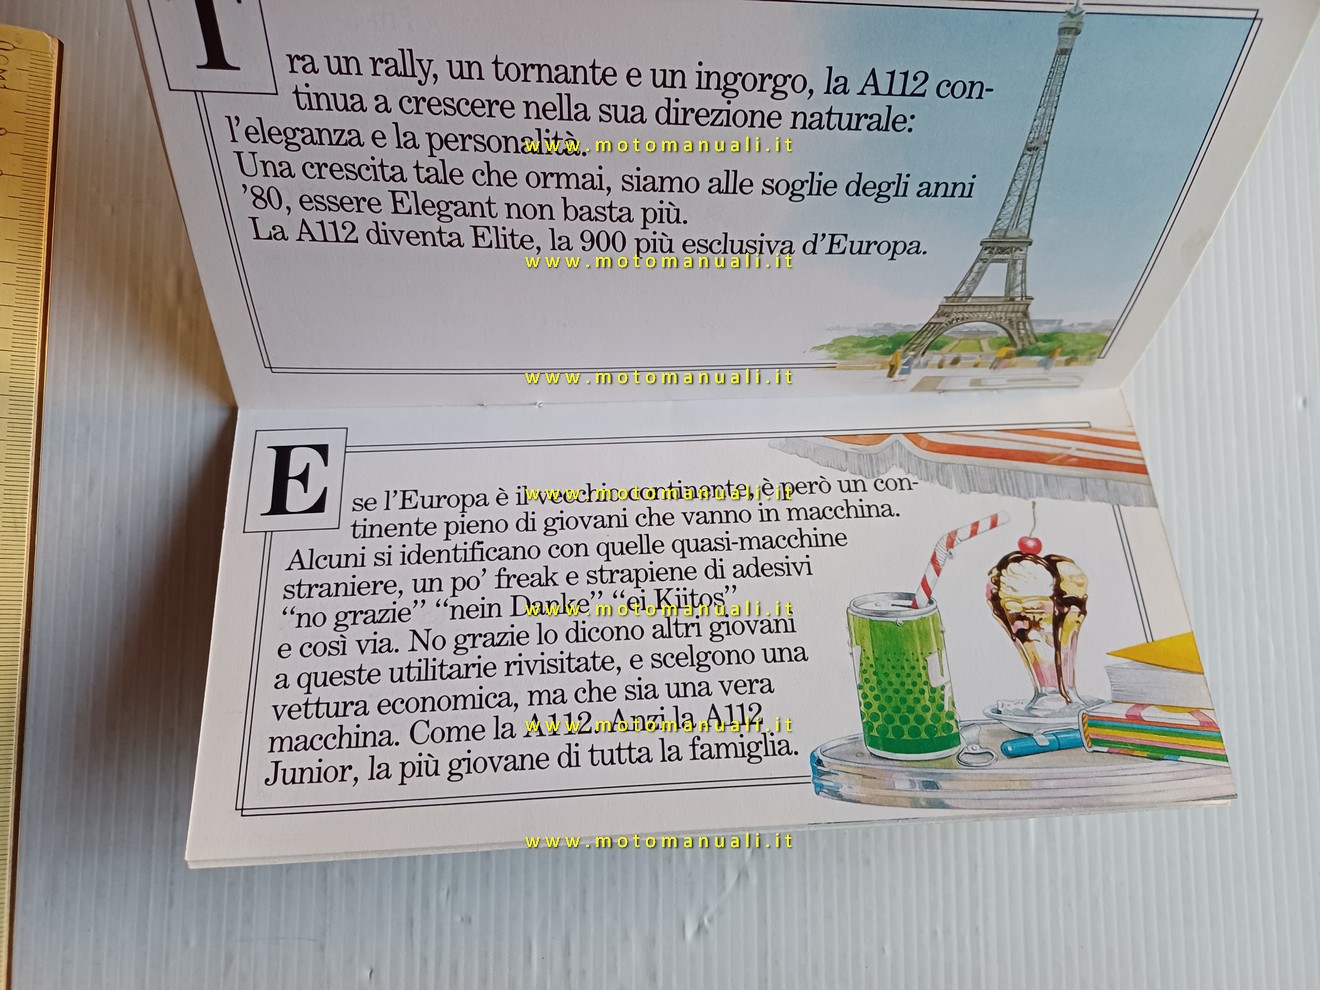 Tra un rally, un tornante e un ingorgo, la A112 con-
tinua a crescere nella sua direzione naturale:
l'eleganza e la personalità.
www.motomanuali.it
Una crescita tale che ormai, siamo alle soglie degli anni
'80, essere Elegant non basta più.
La A112 diventa Elite, la 900 più esclusiva d'Europa.
www.motomanuali.it
www.motomanuali.it
E se l'Europa è il vecchio continante, è però un con-
www.motomanuali.it
tinente pieno di giovani che vanno in macchina.
Alcuni si identificano con quelle quasi-macchine
straniere, un po' freak e strapiene di adesivi
"no grazie" "nein Danke" "ei Kiitos"
www.motomanuali.it
e così via. No grazie lo dicono altri giovani
a queste utilitarie rivisitate, e scelgono una
vettura economica, ma che sia una vera
macchina. Come la A112. Anzi la A112
www.motomanuali.it
Junior, la più giovane di tutta la famiglia.
www.motomanuali.it